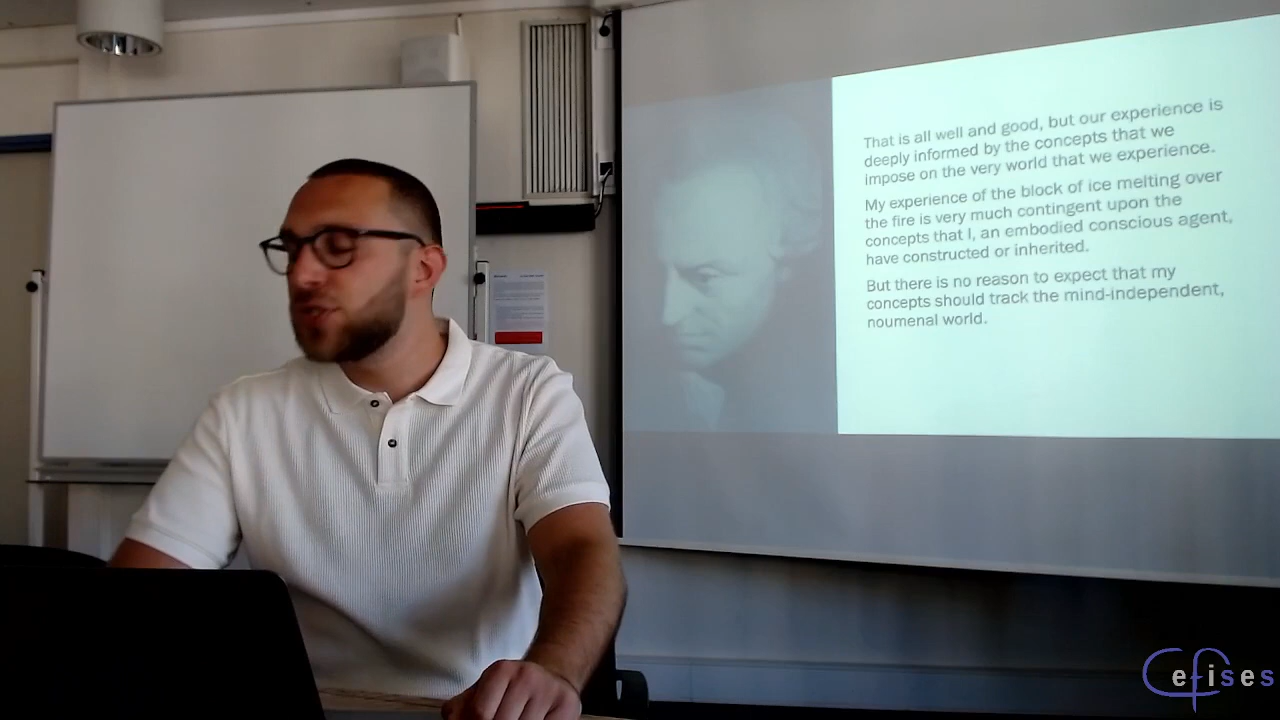 That is all well and good, but our experience is
deeply informed by the concepts that we
impose on the very world that we experience.
My experience of the block of ice melting over
the fire is very much contingent upon the
concepts that I, an embodied conscious agent,
have constructed or inherited.
But there is no reason to expect that my
concepts should track the mind-independent,
noumenal world.
Cefises